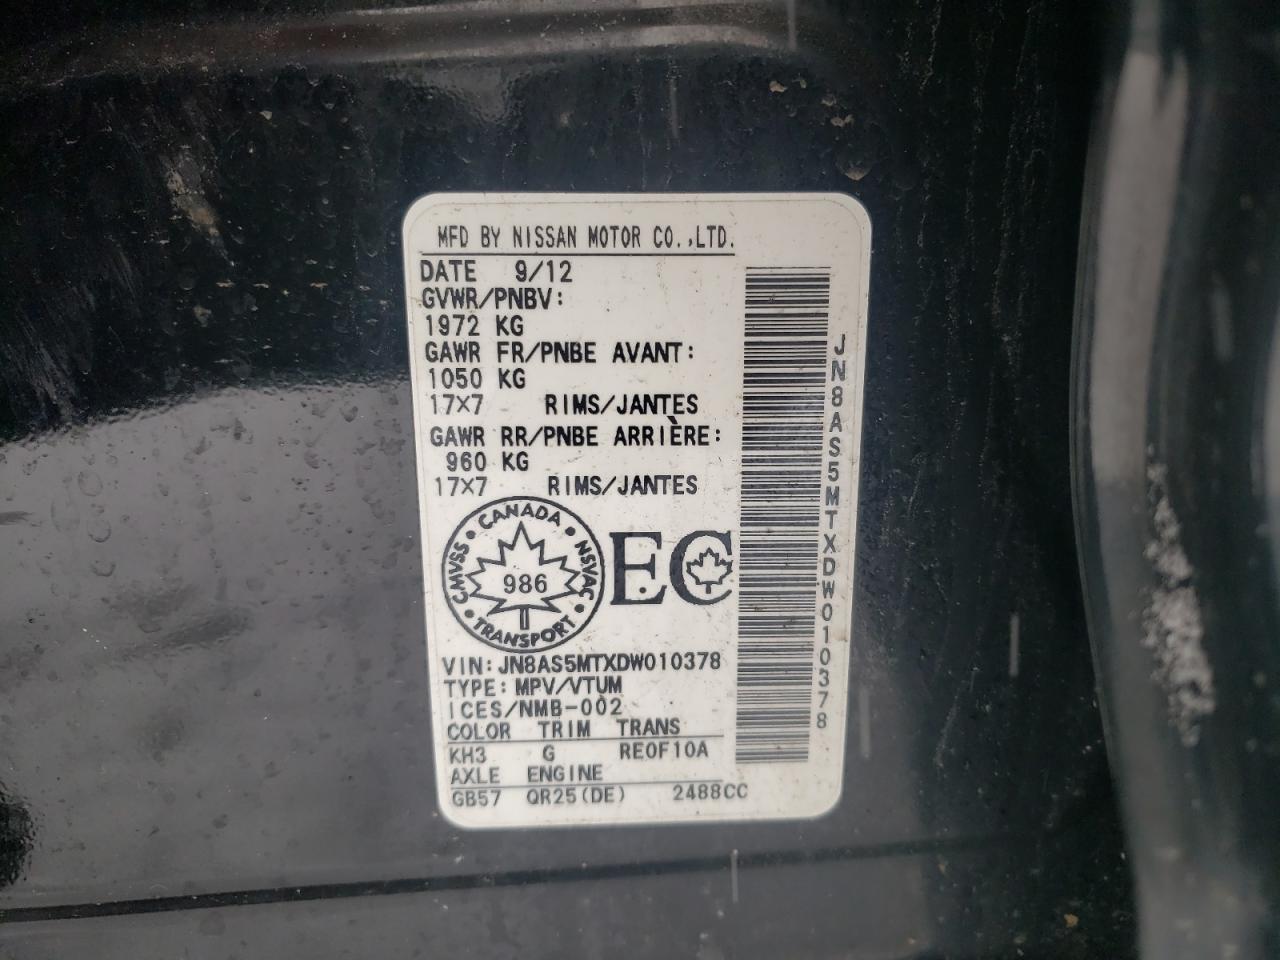 MFD BY NISSAN MOTOR CO.,LTD.
DATE 9/12
GVWR/PNBV:
1972 KG
GAWR FR/PNBE AVANT:
1050 KG
17×7 RIMS/JANTES
GAWR RR/PNBE ARRIÈRE:
960 KG
17×7 RIMS/JANTES
CANADA
CMVSS 986 NSVAC
TRANSPORT
EC
VIN:JN8AS5MTXDW010378
TYPE:MPV/VTUM
ICES/NMB-002
COLOR TRIM TRANS
KH3 G RE0F10A
AXLE ENGINE
GB57 QR25(DE) 2488CC
JN8AS5MTXDW010378